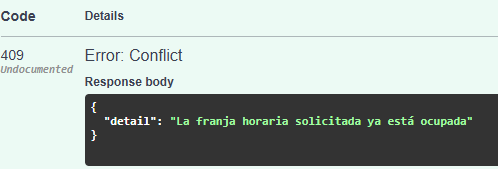 Code Details
409 Error: Conflict
Undocumented
Response body
{
"detail": "La franja horaria solicitada ya está ocupada"
}